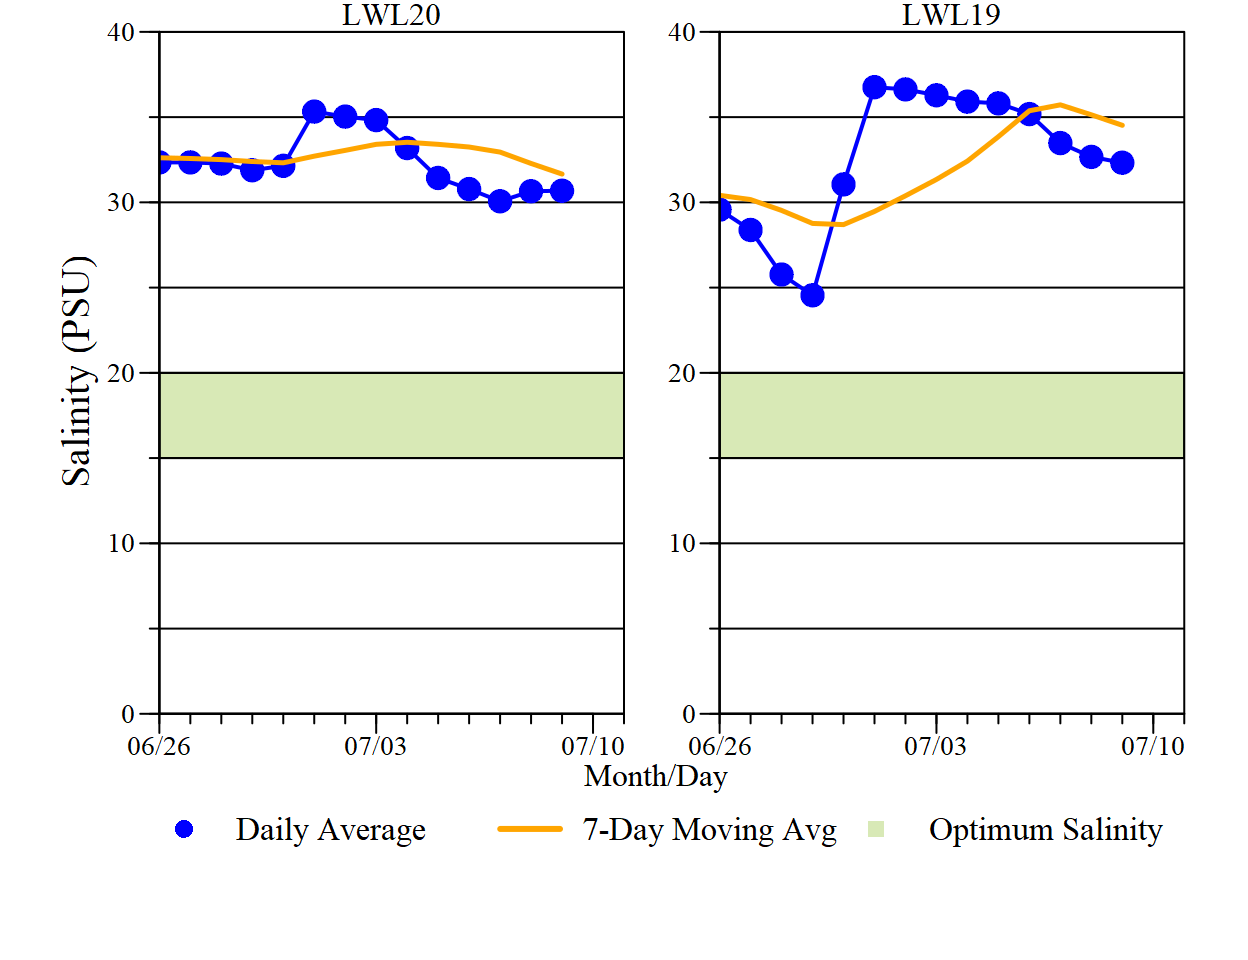 LWL20 LWL19
40 40
30 30
20 20
10 10
0 0
Salinity (PSU)
06/26 07/03 07/10 06/26 07/03 07/10
Month/Day
Daily Average 7-Day Moving Avg Optimum Salinity